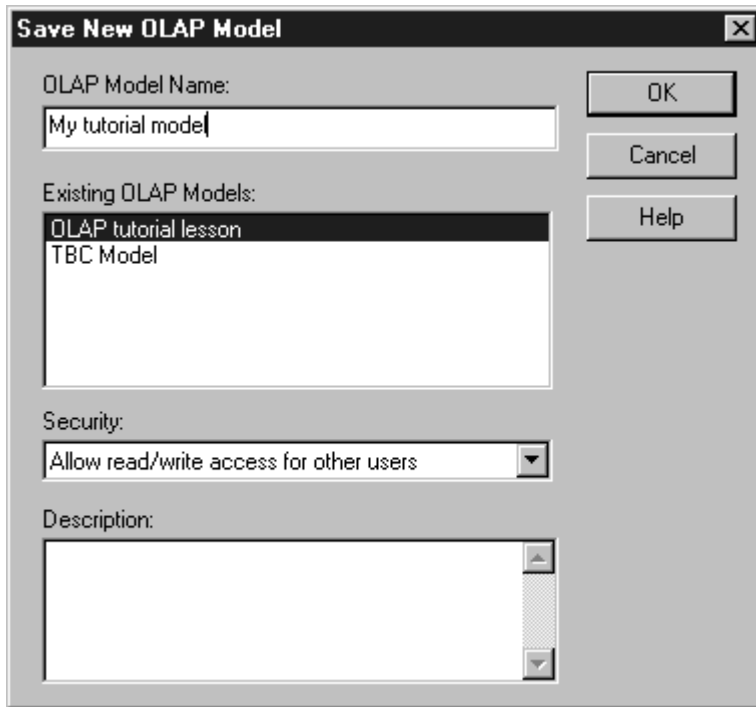 Save New OLAP Model
OLAP Model Name:
My tutorial model
OK
Cancel
Help
Existing OLAP Models:
OLAP tutorial lesson
TBC Model
Security:
Allow read/write access for other users
Description: